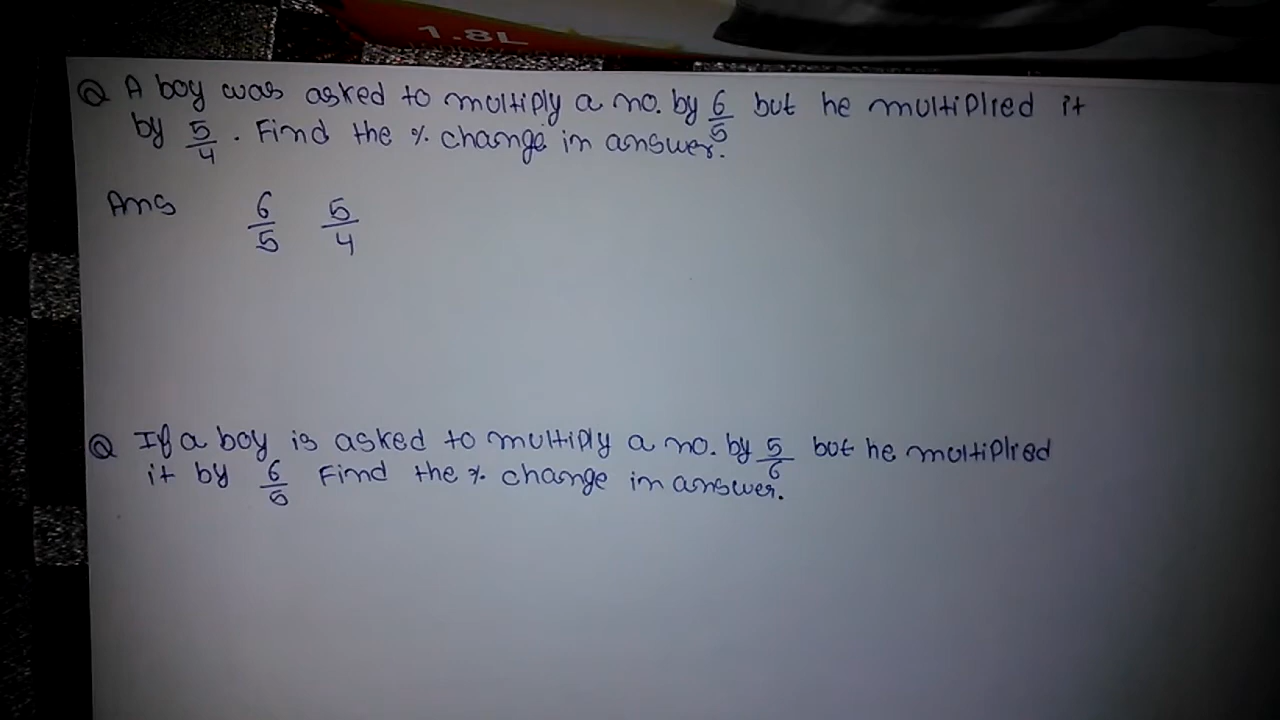 1.8L
Q A boy was asked to multiply a no. by 6/5 but he multiplied it
by 5/4. Find the % change in answer.
Ans 6/5 5/4
Q If a boy is asked to multiply a no. by 5/6 but he multiplied
it by 6/5 Find the % change in answer.